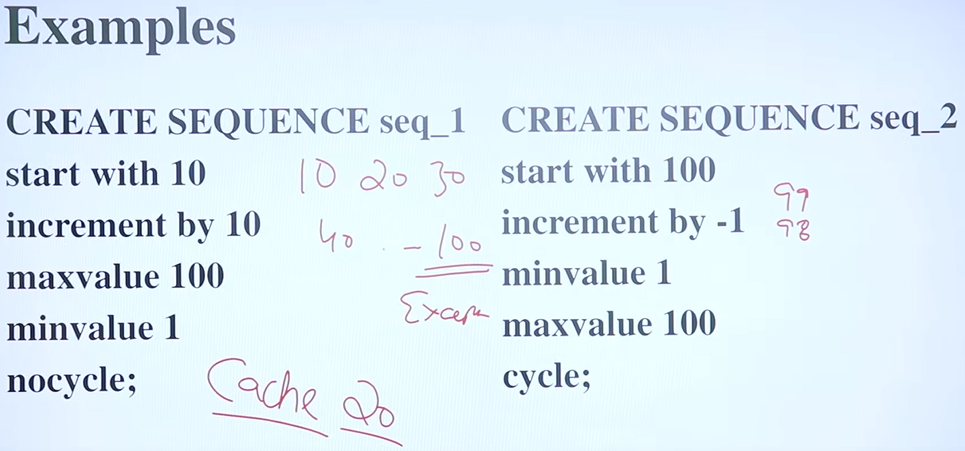 Examples
CREATE SEQUENCE seq_1
start with 10
increment by 10
maxvalue 100
minvalue 1
nocycle;
10 20 30
40 . – 100
Cache 20
CREATE SEQUENCE seq_2
start with 100
increment by -1
minvalue 1
maxvalue 100
cycle;
99
98